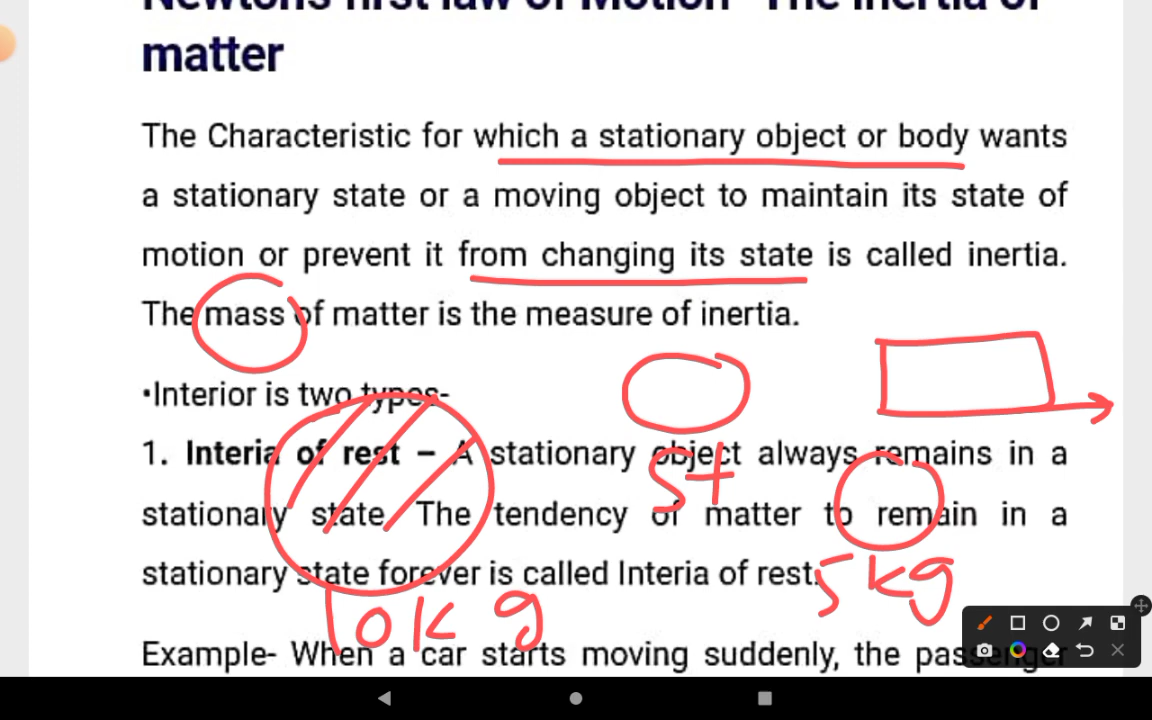 Newtons first law of Motion- The inertia of
matter
The Characteristic for which a stationary object or body wants
a stationary state or a moving object to maintain its state of
motion or prevent it from changing its state is called inertia.
The mass of matter is the measure of inertia.
•Interior is two types-
1. Interia of rest – A stationary object always remains in a
st
stationary state The tendency of matter to remain in a
stationary state forever is called Interia of rest.
5kg
10kg
Example- When a car starts moving suddenly, the passenger